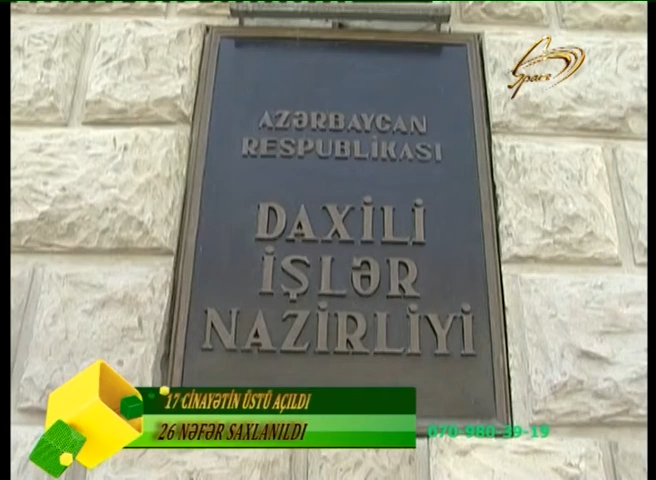 Space
AZƏRBAYCAN
RESPUBLİKASI
DAXİLİ
İŞLƏR
NAZİRLİYİ
17 CİNAYƏTİN ÜSTÜ AÇILDI
26 NƏFƏR SAXLANILDI
070-988-39-19